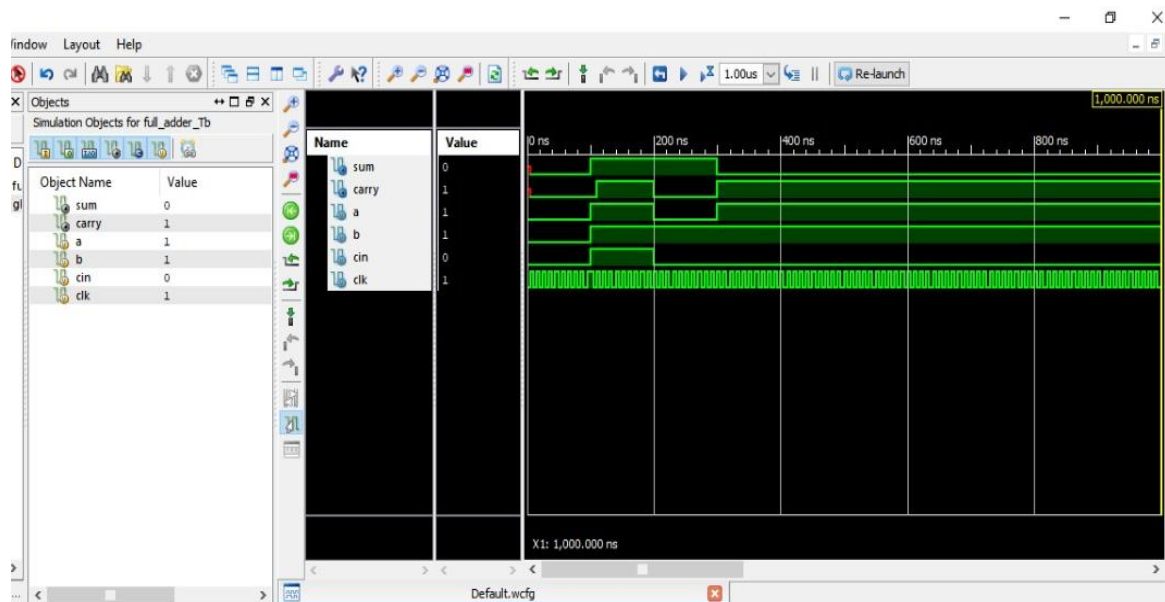 Window Layout Help
1.00us Re-launch
Objects
Simulation Objects for full_adder_Tb
Object Name Value
sum 0
carry 1
a 1
b 1
cin 0
clk 1
Name Value
sum 0
carry 1
a 1
b 1
cin 0
clk 1
1,000.000 ns
0 ns 200 ns 400 ns 600 ns 800 ns
X1: 1,000.000 ns
Default.wcfg